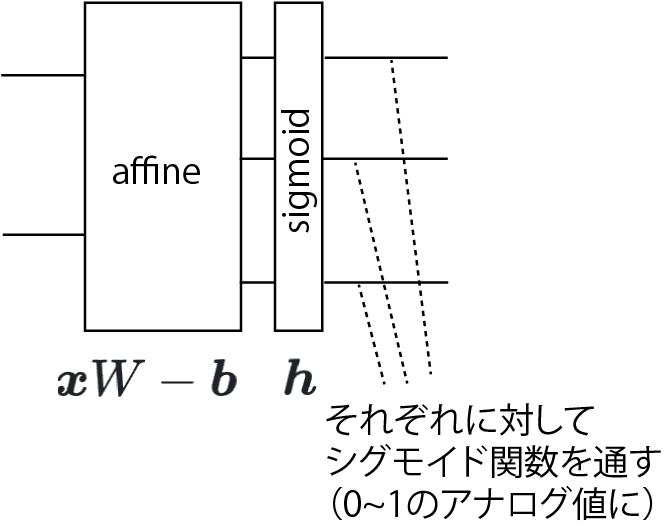 affine
sigmoid
xW − b
h
それぞれに対して
シグモイド関数を通す
（0~1のアナログ値に）